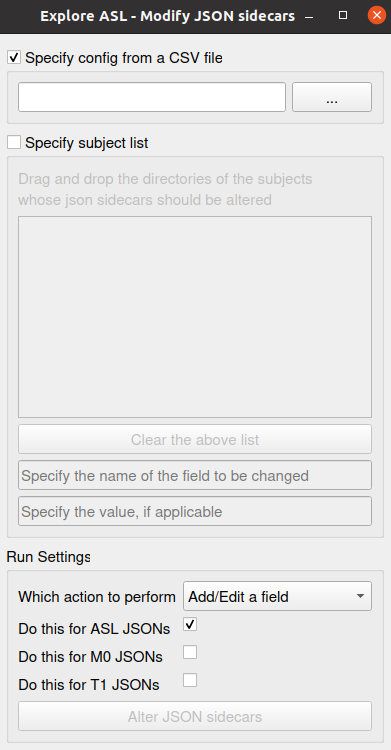 Explore ASL - Modify JSON sidecars
Specify config from a CSV file
...
Specify subject list
Drag and drop the directories of the subjects
whose json sidecars should be altered
Clear the above list
Specify the name of the field to be changed
Specify the value, if applicable
Run Settings
Which action to perform Add/Edit a field
Do this for ASL JSONs
Do this for M0 JSONs
Do this for T1 JSONs
Alter JSON sidecars